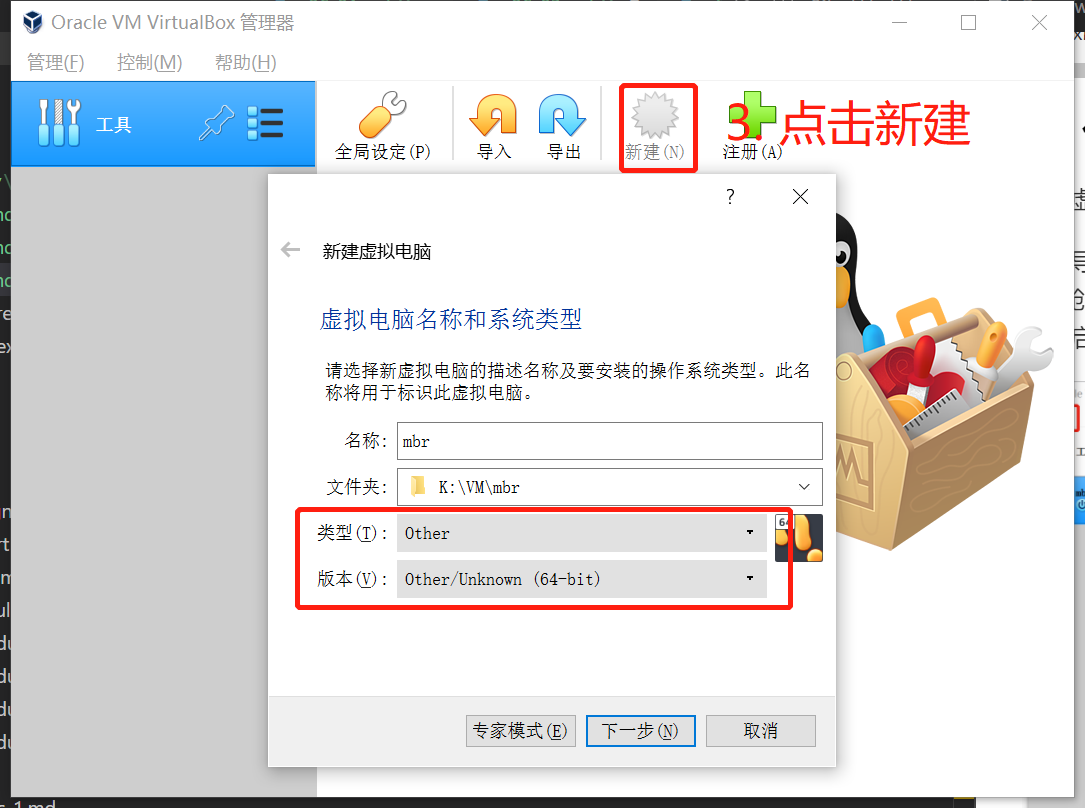 Oracle VM VirtualBox 管理器
管理(F) 控制(M) 帮助(H)
工具
全局设定(P) 导入 导出 新建(N) 注册(A)
3. 点击新建
?
新建虚拟电脑
虚拟电脑名称和系统类型
请选择新虚拟电脑的描述名称及要安装的操作系统类型。此名
称将用于标识此虚拟电脑。
名称: mbr
文件夹: K:\VM\mbr
类型(T): Other
64
版本(V): Other/Unknown (64-bit)
专家模式(E) 下一步(N) 取消